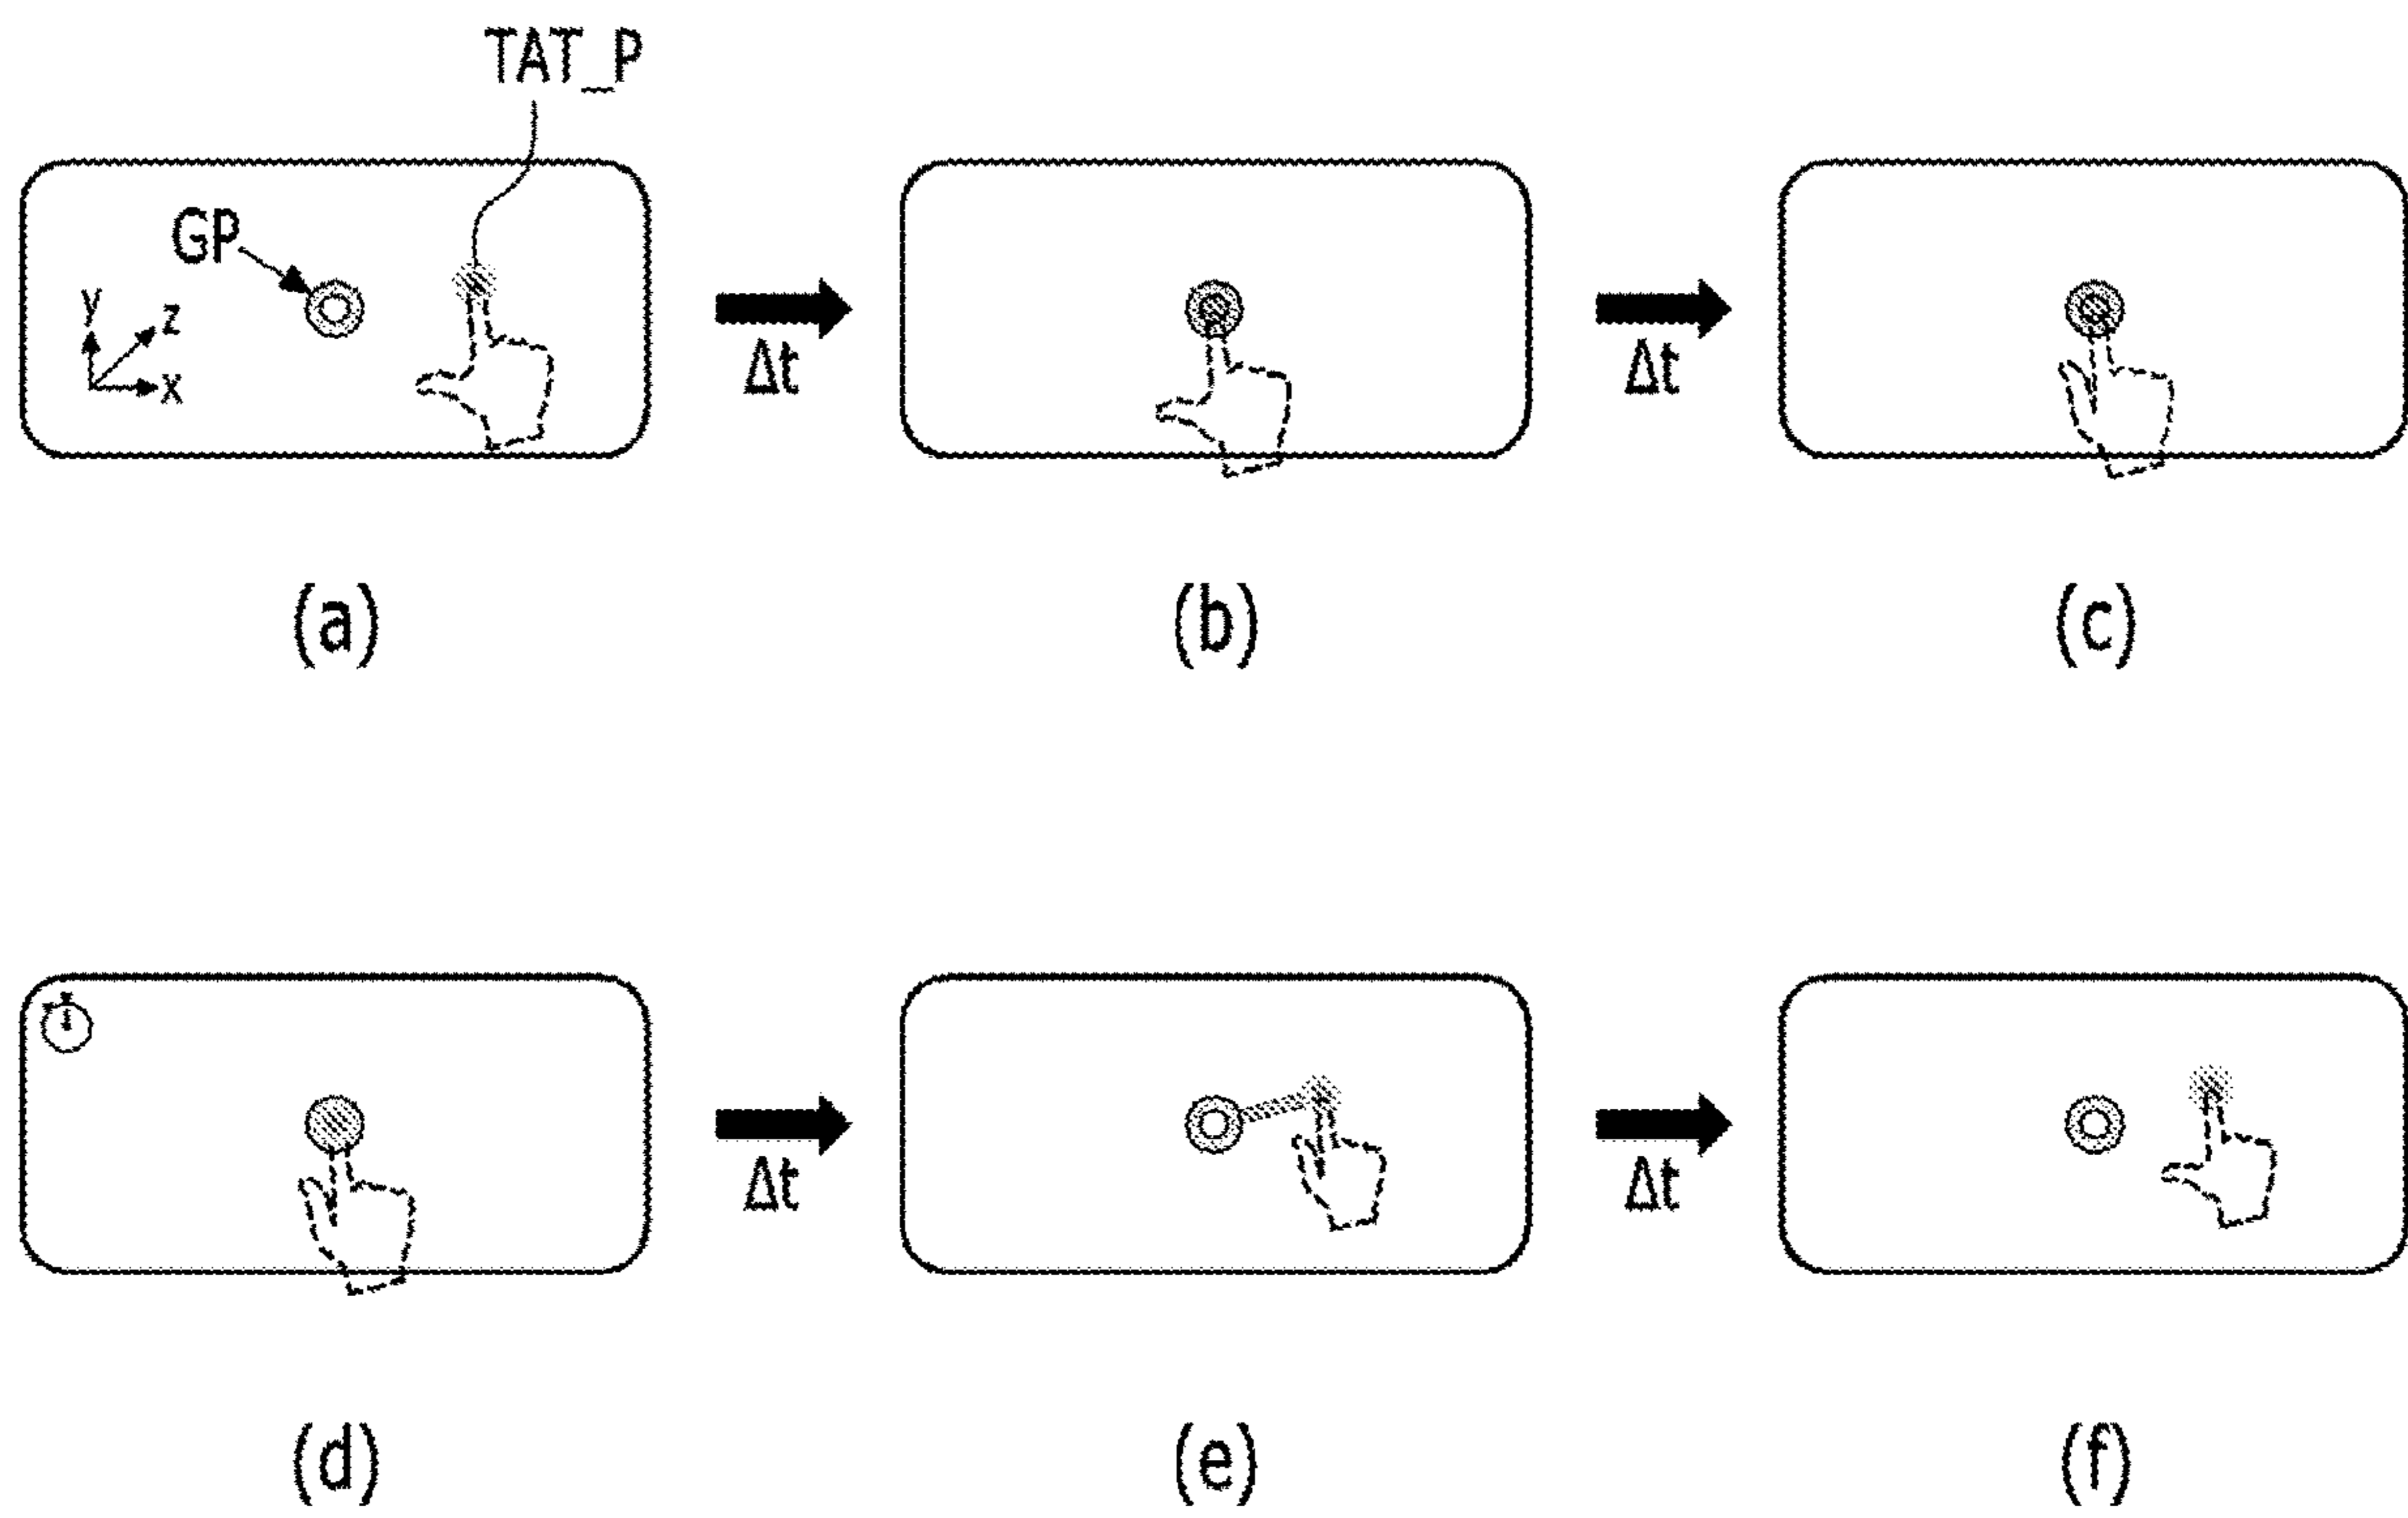 TAT_P
GP
y
z
x
Δt
Δt
(a)
(b)
(c)
Δt
Δt
(d)
(e)
(f)